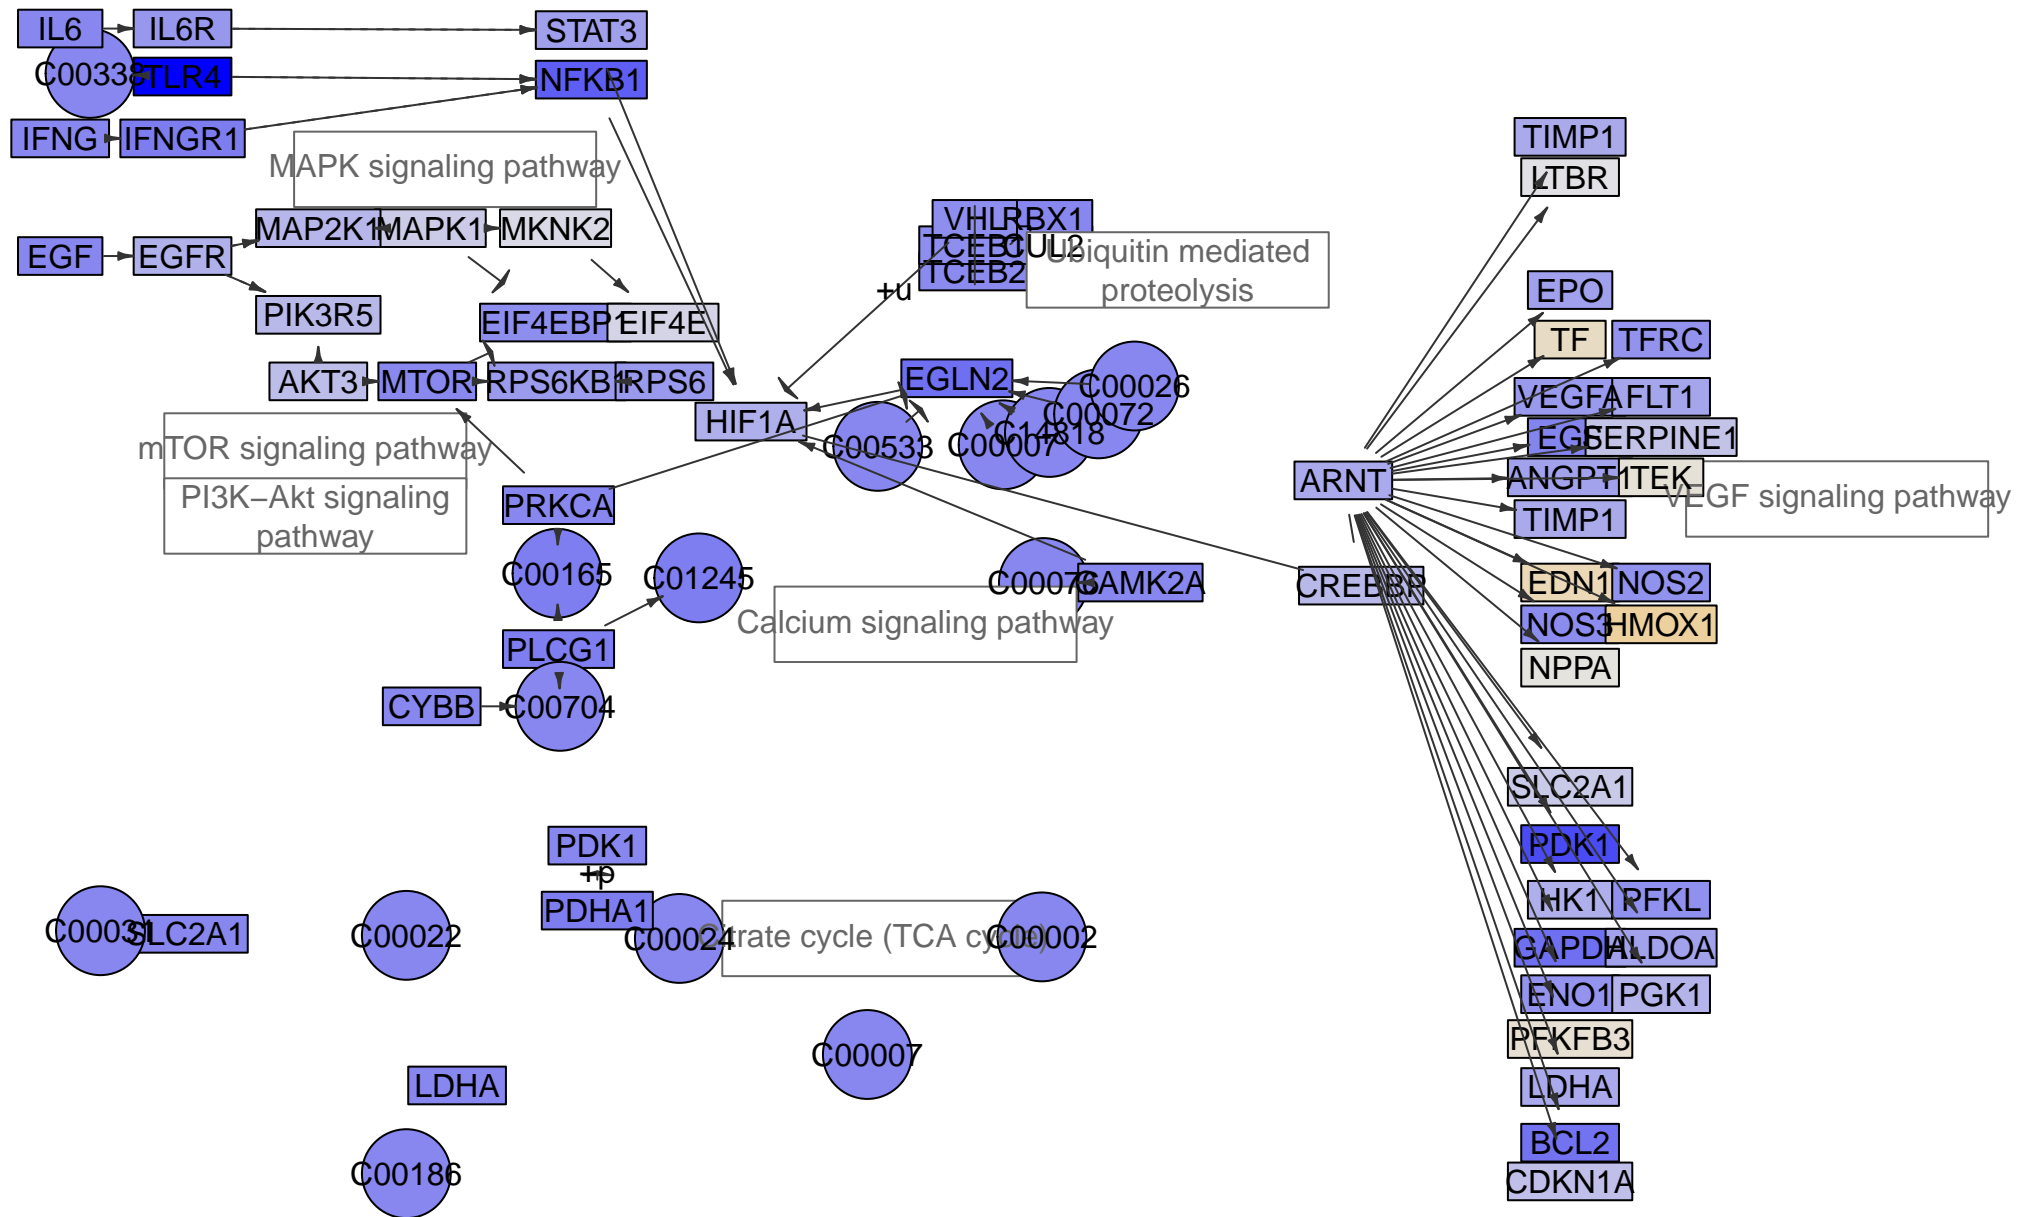 IL6
IL6R
STAT3
C00338
TLR4
NFKB1
IFNG
IFNGR1
MAPK signaling pathway
TIMP1
LTBR
MAP2K1
MAPK1
MKNK2
VHL
RBX1
TCEB1
CUL2
TCEB2
Ubiquitin mediated
proteolysis
EGF
EGFR
+u
PIK3R5
EIF4EBP1
EIF4E
EPO
TF
TFRC
AKT3
MTOR
RPS6KB1
RPS6
EGLN2
C00026
C00072
C14818
C00007
C00533
HIF1A
VEGFA
FLT1
EGF
SERPINE1
mTOR signaling pathway
PI3K−Akt signaling
pathway
PRKCA
ARNT
ANGPT1
TEK
VEGF signaling pathway
TIMP1
C00165
C01245
C00076
CAMK2A
CREBBP
EDN1
NOS2
Calcium signaling pathway
NOS3
HMOX1
PLCG1
NPPA
CYBB
C00704
SLC2A1
PDK1
+p
PDHA1
PDK1
HK1
PFKL
C00031
SLC2A1
C00022
C00024
Citrate cycle (TCA cycle)
C00002
GAPDH
ALDOA
ENO1
PGK1
PFKFB3
C00007
LDHA
LDHA
BCL2
C00186
CDKN1A